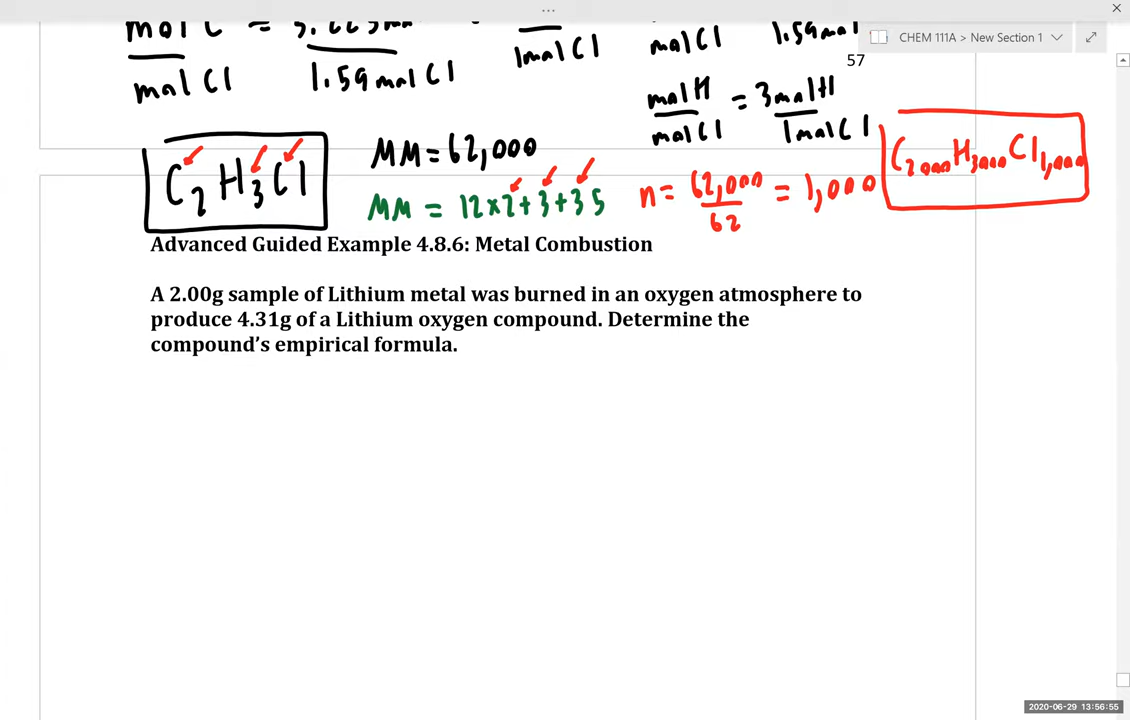 CHEM 111A > New Section 1
mol Cl
1.59 mol Cl
1 mol Cl
mol Cl
1.59 mol
57
mol H = 3 mol H
mol Cl 1 mol Cl
C2H3Cl
MM = 62,000
MM = 12×2+3+35
n = 62,000 = 1,000
62
C2000H3000Cl1,000
Advanced Guided Example 4.8.6: Metal Combustion
A 2.00g sample of Lithium metal was burned in an oxygen atmosphere to
produce 4.31g of a Lithium oxygen compound. Determine the
compound's empirical formula.
2020-06-29 13:56:55